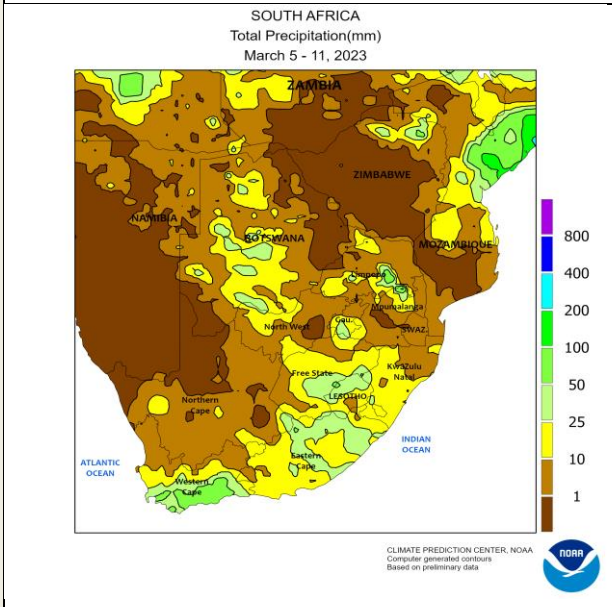 SOUTH AFRICA
Total Precipitation(mm)
March 5 - 11, 2023
ZAMBIA
ZIMBABWE
NAMIBIA
BOTSWANA
MOZAMBIQUE
Limpopo
Mpumalanga
SWAZ.
North West
Gau.
Free State
KwaZulu
Natal
LESOTHO
Northern
Cape
Eastern
Cape
Western
Cape
ATLANTIC
OCEAN
INDIAN
OCEAN
800
400
200
100
50
25
10
1
CLIMATE PREDICTION CENTER, NOAA
Computer generated contours
Based on preliminary data
NOAA